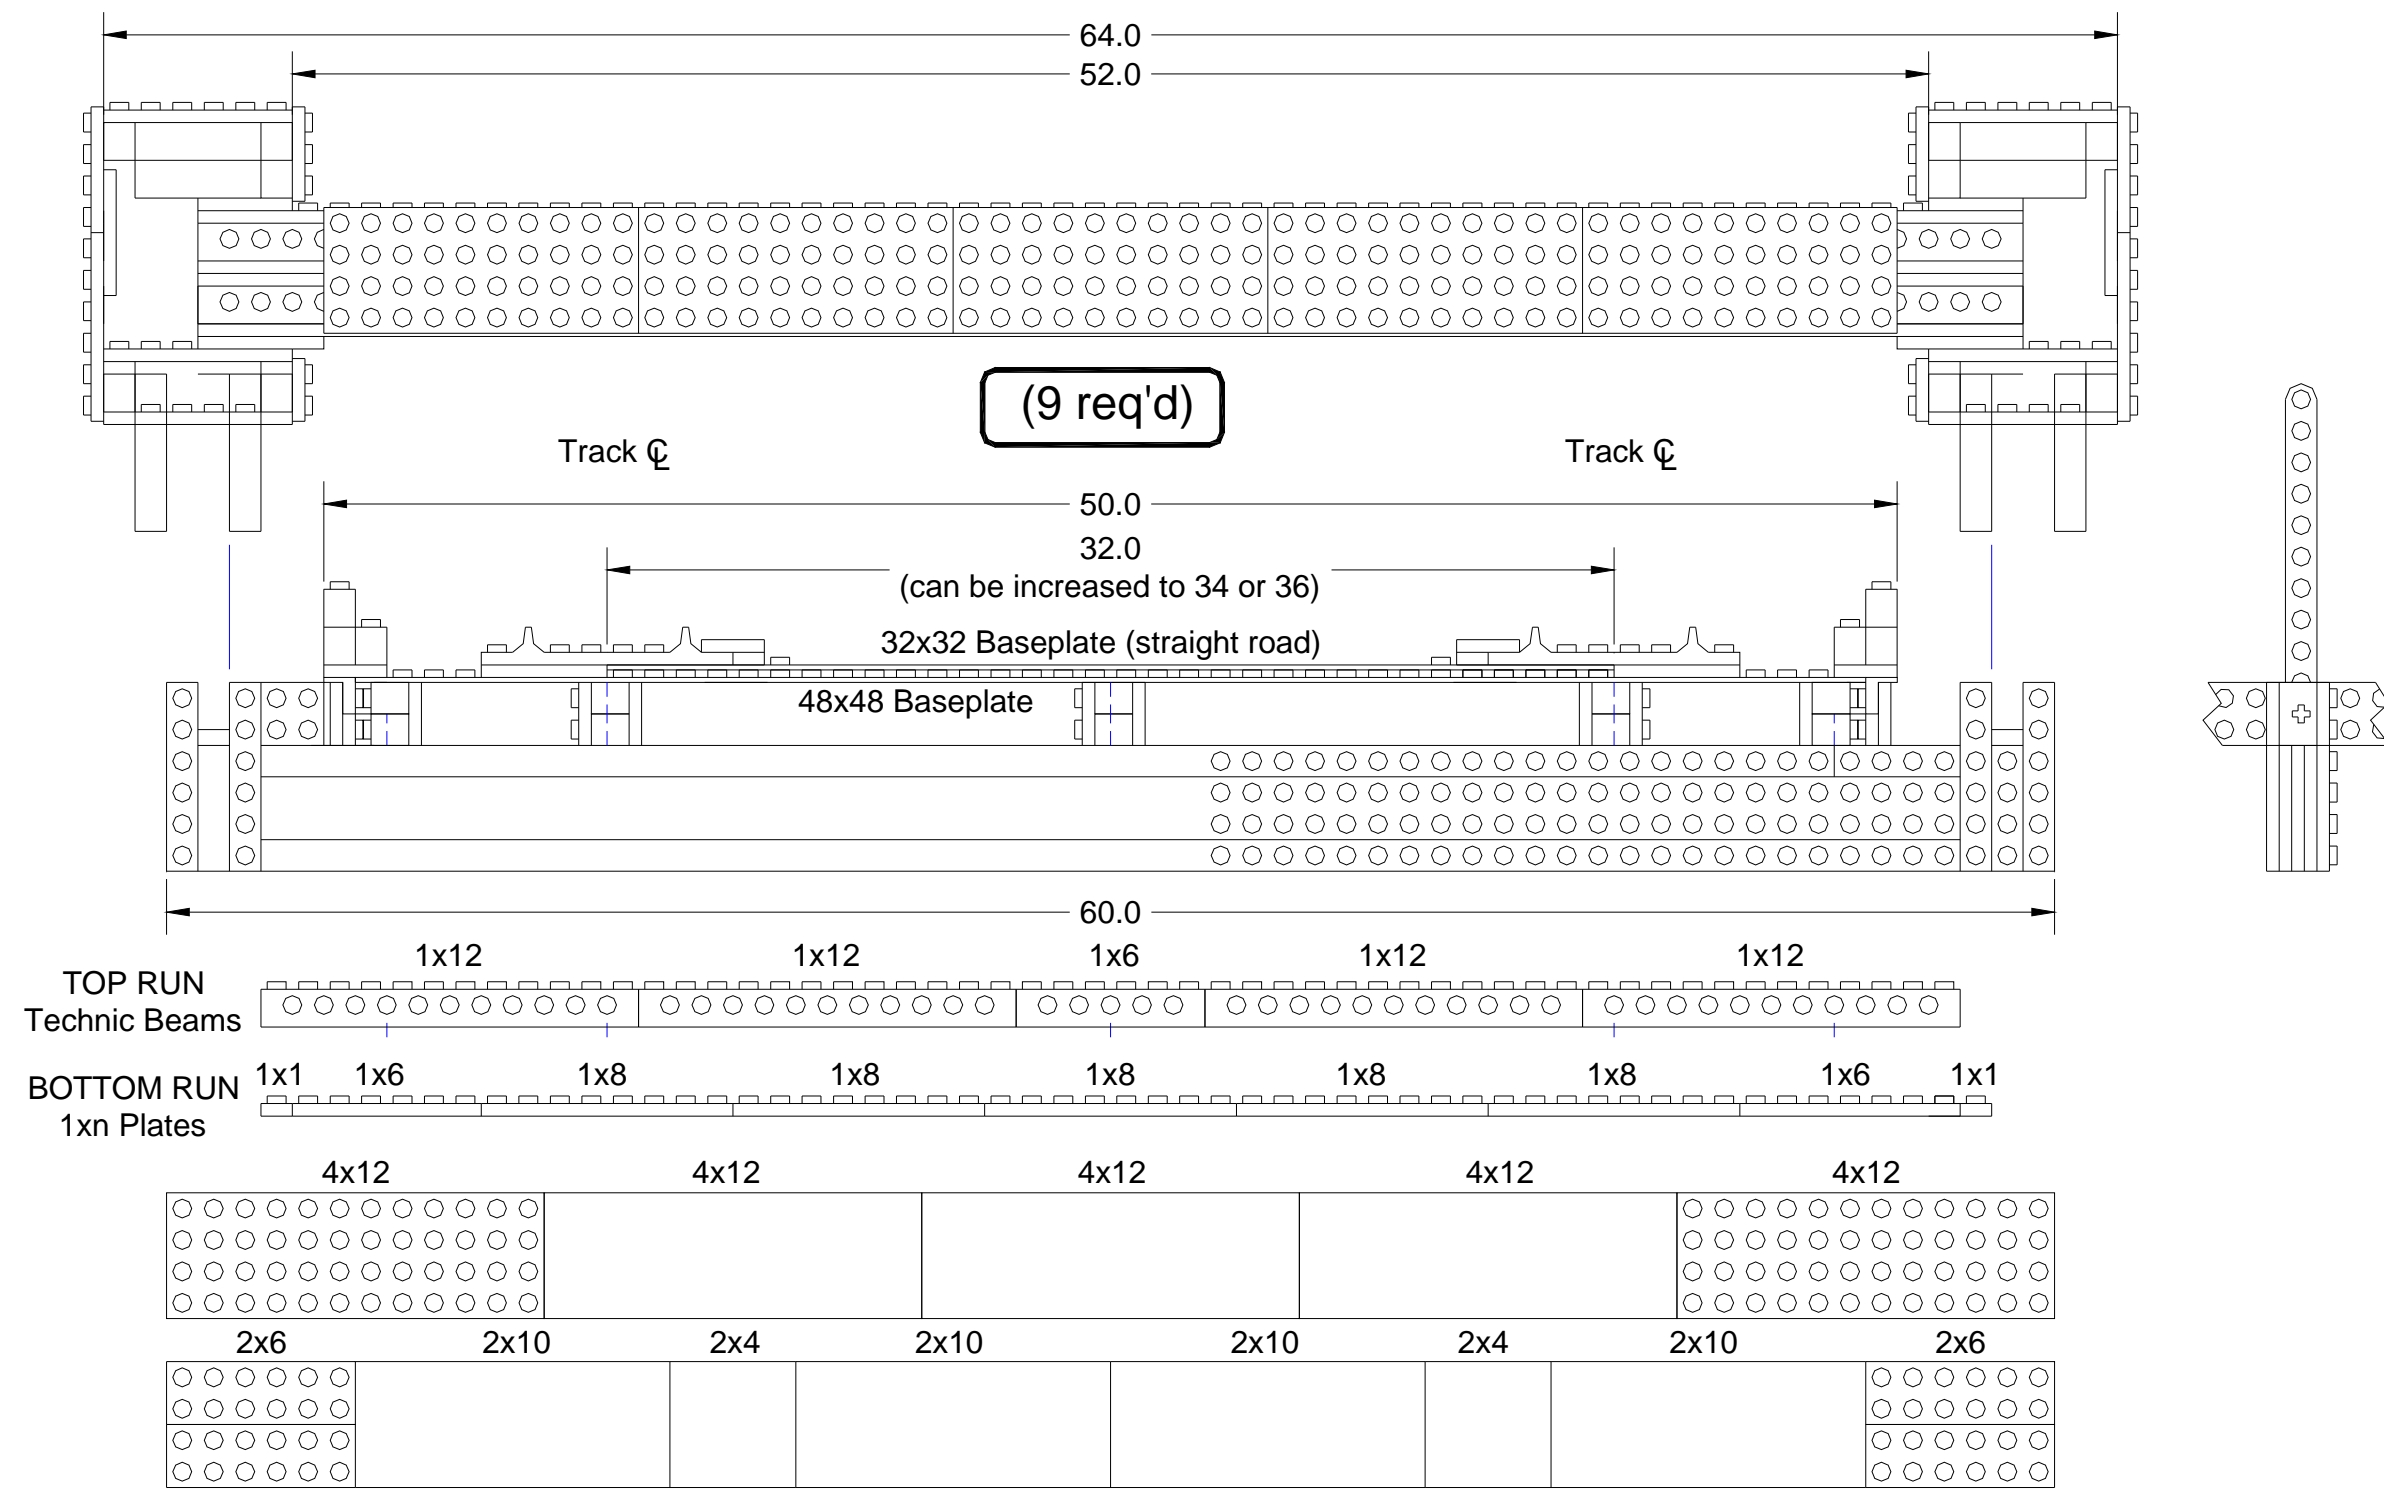 64.0
52.0
(9 req'd)
Track ℄
Track ℄
50.0
32.0
(can be increased to 34 or 36)
32x32 Baseplate (straight road)
48x48 Baseplate
60.0
1x12 1x12 1x6 1x12 1x12
TOP RUN
Technic Beams
1x1 1x6 1x8 1x8 1x8 1x8 1x8 1x6 1x1
BOTTOM RUN
1xn Plates
4x12 4x12 4x12 4x12 4x12
2x6 2x10 2x4 2x10 2x10 2x4 2x10 2x6